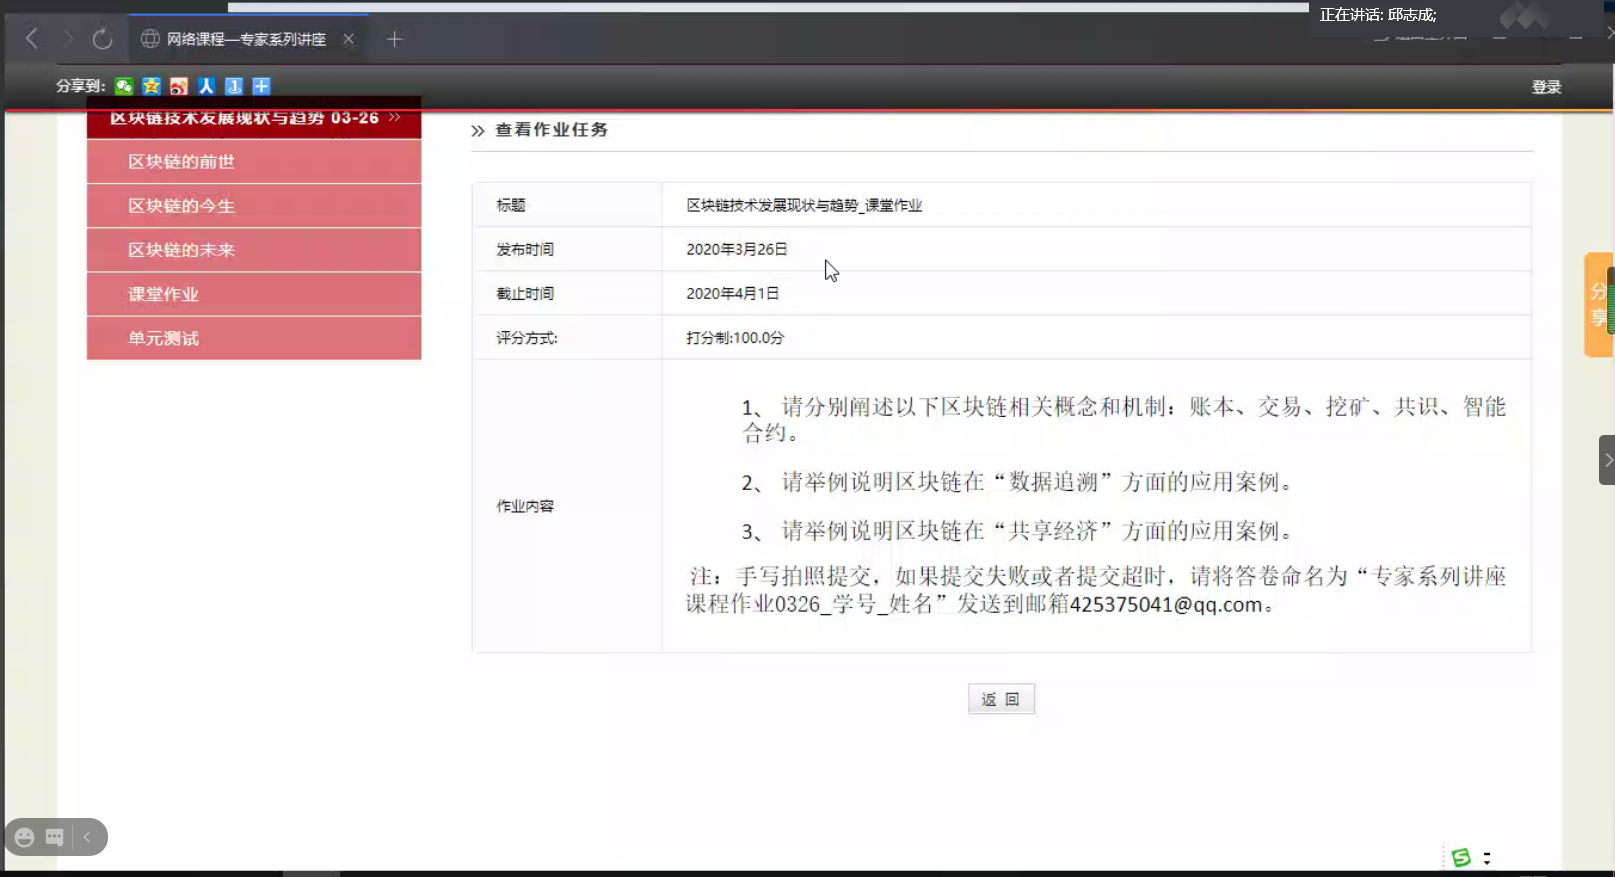 正在讲话: 邱志成;
网络课程—专家系列讲座
分享到:
登录
区块链技术发展现状与趋势 03-26 »
区块链的前世
区块链的今生
区块链的未来
课堂作业
单元测试
» 查看作业任务
标题 区块链技术发展现状与趋势_课堂作业
发布时间 2020年3月26日
截止时间 2020年4月1日
评分方式: 打分制:100.0分
作业内容
1、 请分别阐述以下区块链相关概念和机制：账本、交易、挖矿、共识、智能
合约。
2、 请举例说明区块链在“数据追溯”方面的应用案例。
3、 请举例说明区块链在“共享经济”方面的应用案例。
注：手写拍照提交，如果提交失败或者提交超时，请将答卷命名为“专家系列讲座
课程作业0326_学号_姓名”发送到邮箱425375041@qq.com。
返 回
分
享